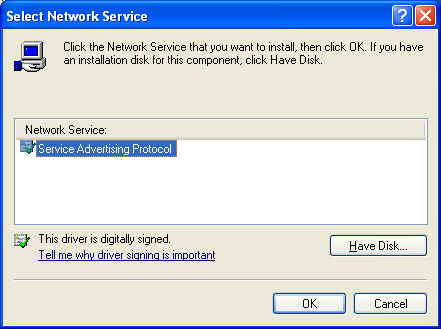 Select Network Service
Click the Network Service that you want to install, then click OK. If you have
an installation disk for this component, click Have Disk.
Network Service:
Service Advertising Protocol
This driver is digitally signed.
Tell me why driver signing is important
Have Disk...
OK
Cancel